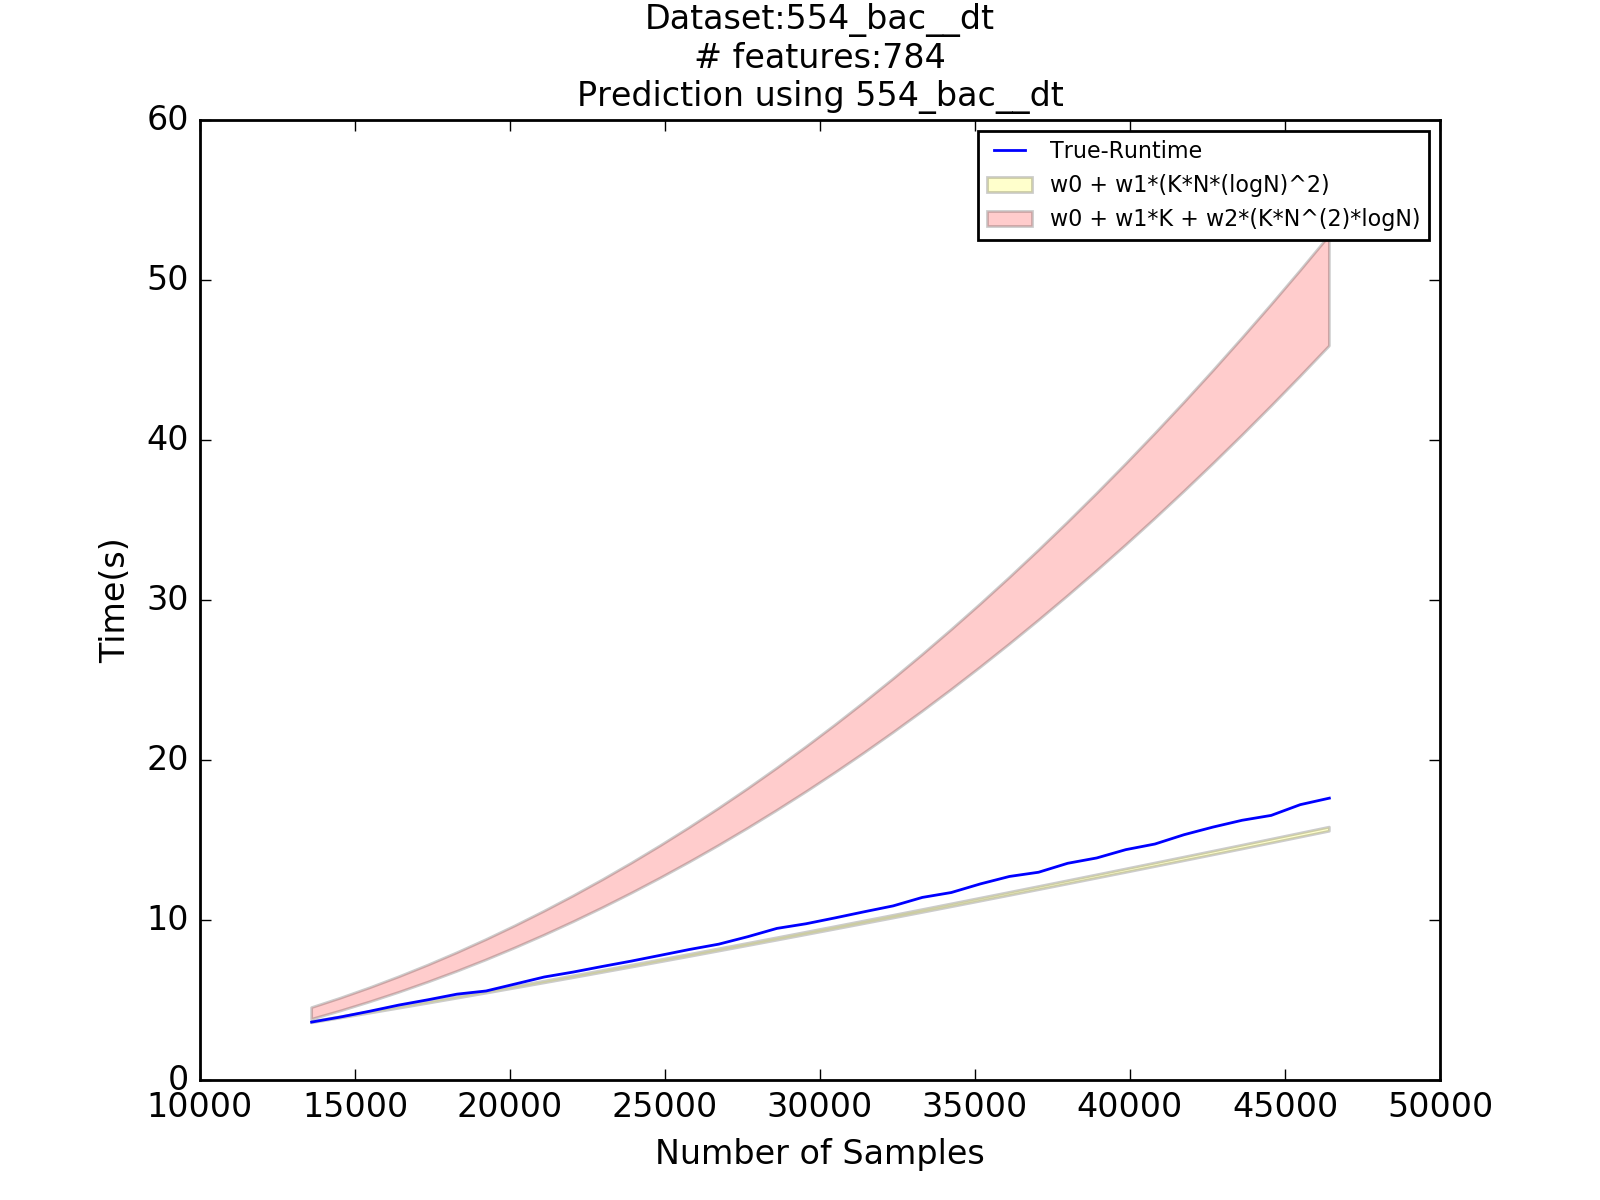 Dataset:554_bac__dt
# features:784
Prediction using 554_bac__dt
True-Runtime
w0 + w1*(K*N*(logN)^2)
w0 + w1*K + w2*(K*N^(2)*logN)
60
50
40
30
20
10
0
Time(s)
10000 15000 20000 25000 30000 35000 40000 45000 50000
Number of Samples